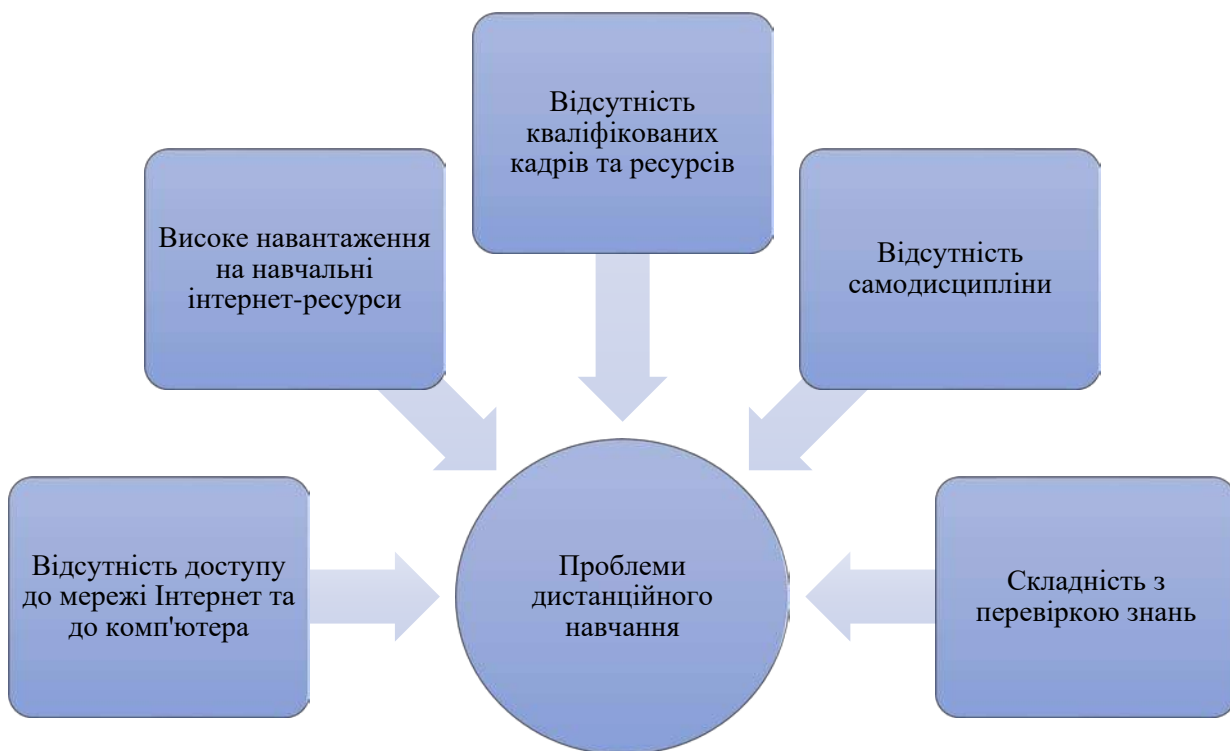 Відсутність
кваліфікованих
кадрів та ресурсів
Високе навантаження
на навчальні
інтернет-ресурси
Відсутність
самодисципліни
Відсутність доступу
до мережі Інтернет та
до комп'ютера
Проблеми
дистанційного
навчання
Складність з
перевіркою знань